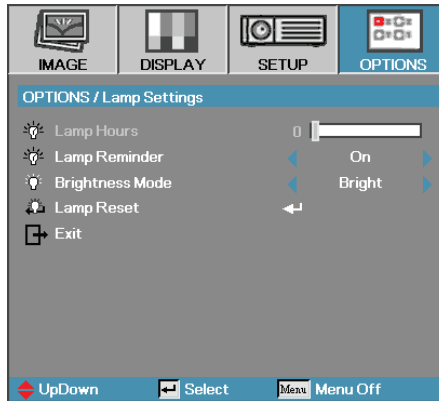 IMAGE DISPLAY SETUP OPTIONS
OPTIONS / Lamp Settings
Lamp Hours 0
Lamp Reminder On
Brightness Mode Bright
Lamp Reset
Exit
UpDown Select Menu Menu Off